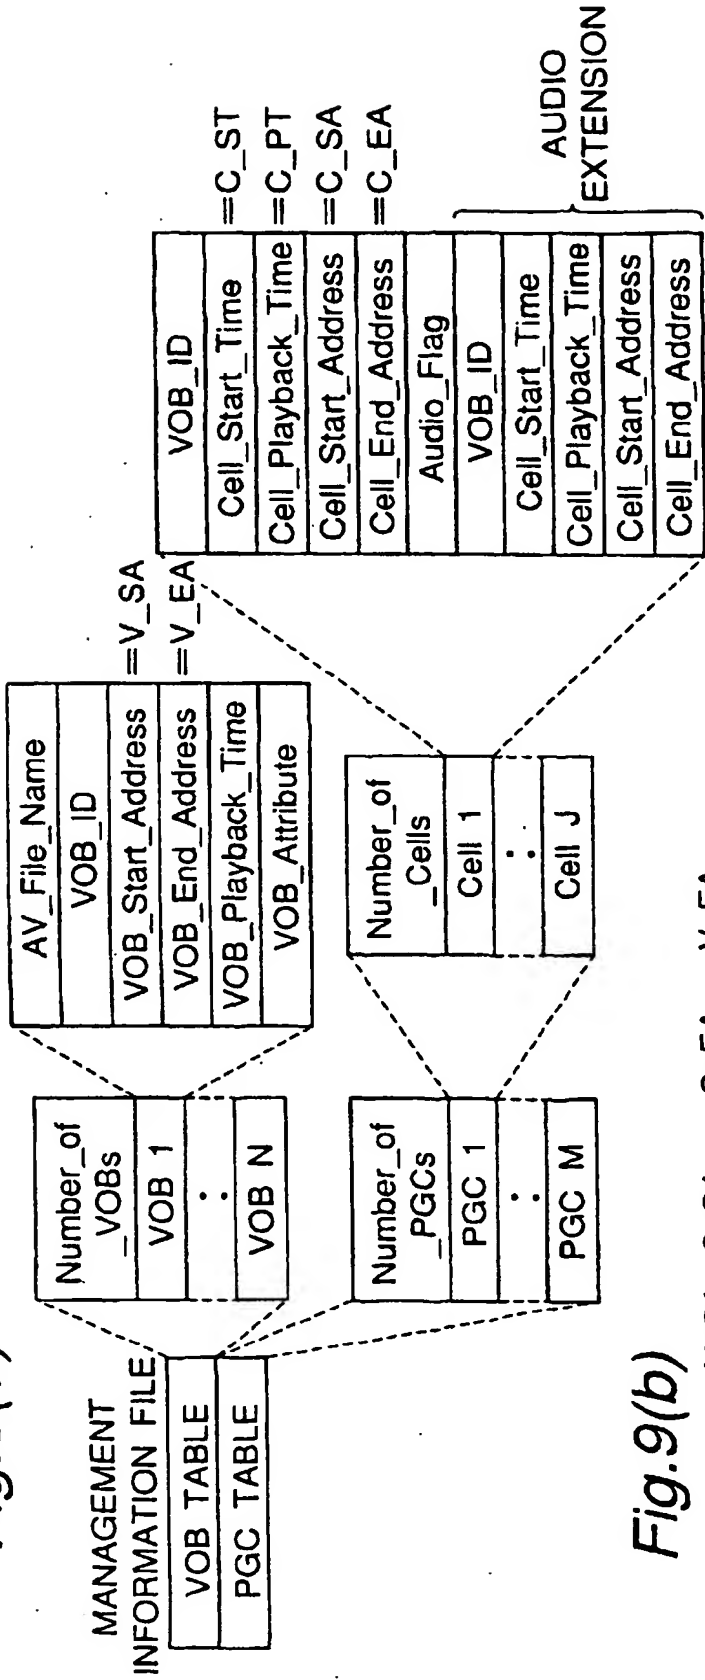 MANAGEMENT
INFORMATION FILE
VOB TABLE
PGC TABLE
Number_of
_VOBs
VOB 1
:
VOB N
Number_of
_PGCs
PGC 1
:
PGC M
AV_File_Name
VOB_ID
VOB_Start_Address =V_SA
VOB_End_Address =V_EA
VOB_Playback_Time
VOB_Attribute
Number_of
_Cells
Cell 1
:
Cell J
VOB_ID
Cell_Start_Time =C_ST
Cell_Playback_Time =C_PT
Cell_Start_Address =C_SA
Cell_End_Address =C_EA
Audio_Flag
VOB_ID
Cell_Start_Time
Cell_Playback_Time
Cell_Start_Address
Cell_End_Address
AUDIO
EXTENSION
Fig.9(b)